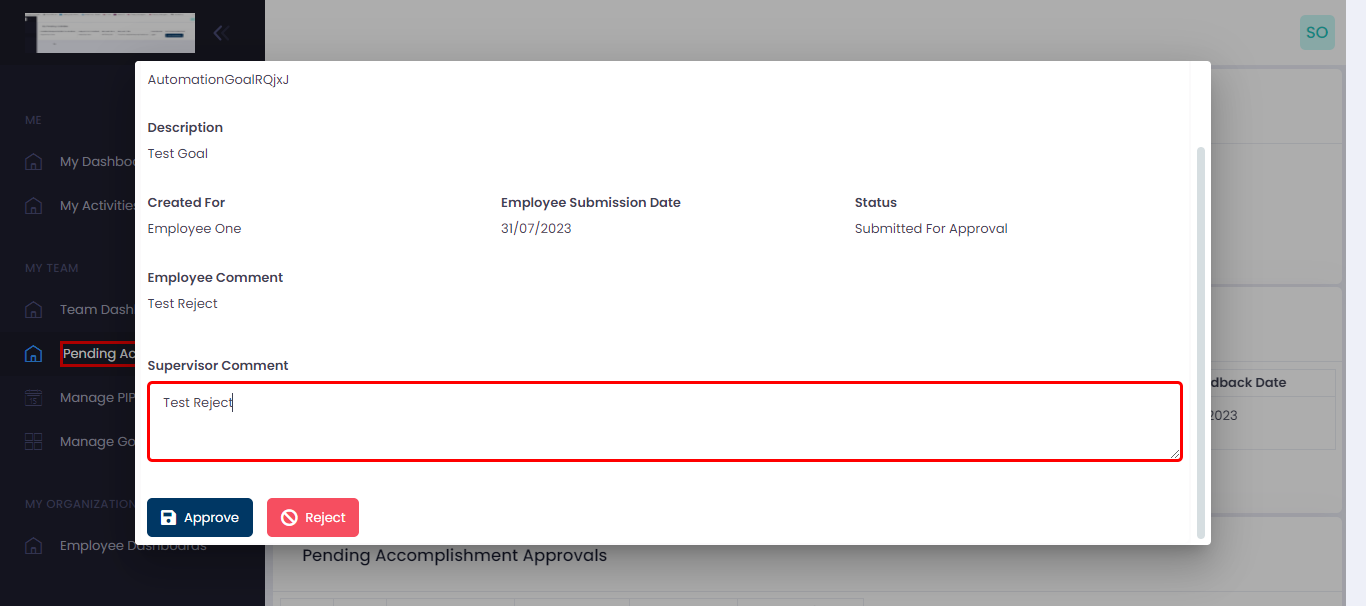 SO
ME
My Dashbo
My Activities
MY TEAM
Team Dash
Pending Ac
Manage PIP
Manage Go
MY ORGANIZATION
Employee Dashboards
AutomationGoalRQjxJ
Description
Test Goal
Created For Employee Submission Date Status
Employee One 31/07/2023 Submitted For Approval
Employee Comment
Test Reject
Supervisor Comment
Test Reject
Approve Reject
dback Date
2023
Pending Accomplishment Approvals